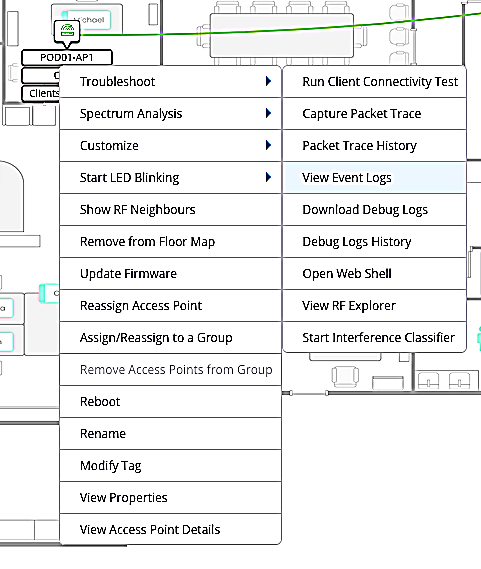 POD01-AP1
Clients
Troubleshoot
Spectrum Analysis
Customize
Start LED Blinking
Show RF Neighbours
Remove from Floor Map
Update Firmware
Reassign Access Point
Assign/Reassign to a Group
Remove Access Points from Group
Reboot
Rename
Modify Tag
View Properties
View Access Point Details
Run Client Connectivity Test
Capture Packet Trace
Packet Trace History
View Event Logs
Download Debug Logs
Debug Logs History
Open Web Shell
View RF Explorer
Start Interference Classifier